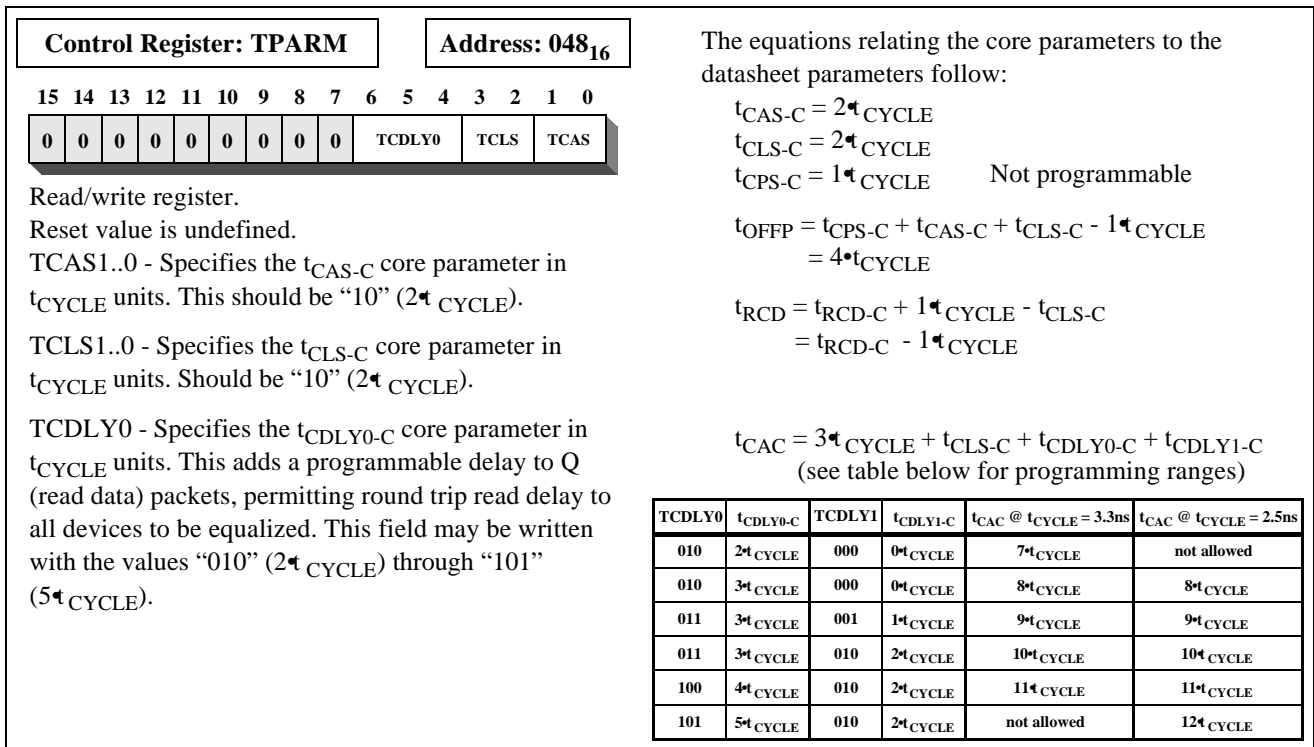 Control Register: TPARM
Address: 048₁₆
15 14 13 12 11 10 9 8 7 6 5 4 3 2 1 0
0 0 0 0 0 0 0 0 0 TCDLY0 TCLS TCAS
Read/write register.
Reset value is undefined.
TCAS1..0 - Specifies the tCAS-C core parameter in
tCYCLE units. This should be “10” (2•tCYCLE).
TCLS1..0 - Specifies the tCLS-C core parameter in
tCYCLE units. Should be “10” (2•tCYCLE).
TCDLY0 - Specifies the tCDLY0-C core parameter in
tCYCLE units. This adds a programmable delay to Q
(read data) packets, permitting round trip read delay to
all devices to be equalized. This field may be written
with the values “010” (2•tCYCLE) through “101”
(5•tCYCLE).
The equations relating the core parameters to the
datasheet parameters follow:
tCAS-C = 2•tCYCLE
tCLS-C = 2•tCYCLE
tCPS-C = 1•tCYCLE Not programmable
tOFFP = tCPS-C + tCAS-C + tCLS-C - 1•tCYCLE
= 4•tCYCLE
tRCD = tRCD-C + 1•tCYCLE - tCLS-C
= tRCD-C - 1•tCYCLE
tCAC = 3•tCYCLE + tCLS-C + tCDLY0-C + tCDLY1-C
(see table below for programming ranges)
TCDLY0 tCDLY0-C TCDLY1 tCDLY1-C tCAC @ tCYCLE = 3.3ns tCAC @ tCYCLE = 2.5ns
010 2•tCYCLE 000 0•tCYCLE 7•tCYCLE not allowed
010 3•tCYCLE 000 0•tCYCLE 8•tCYCLE 8•tCYCLE
011 3•tCYCLE 001 1•tCYCLE 9•tCYCLE 9•tCYCLE
011 3•tCYCLE 010 2•tCYCLE 10•tCYCLE 10•tCYCLE
100 4•tCYCLE 010 2•tCYCLE 11•tCYCLE 11•tCYCLE
101 5•tCYCLE 010 2•tCYCLE not allowed 12•tCYCLE